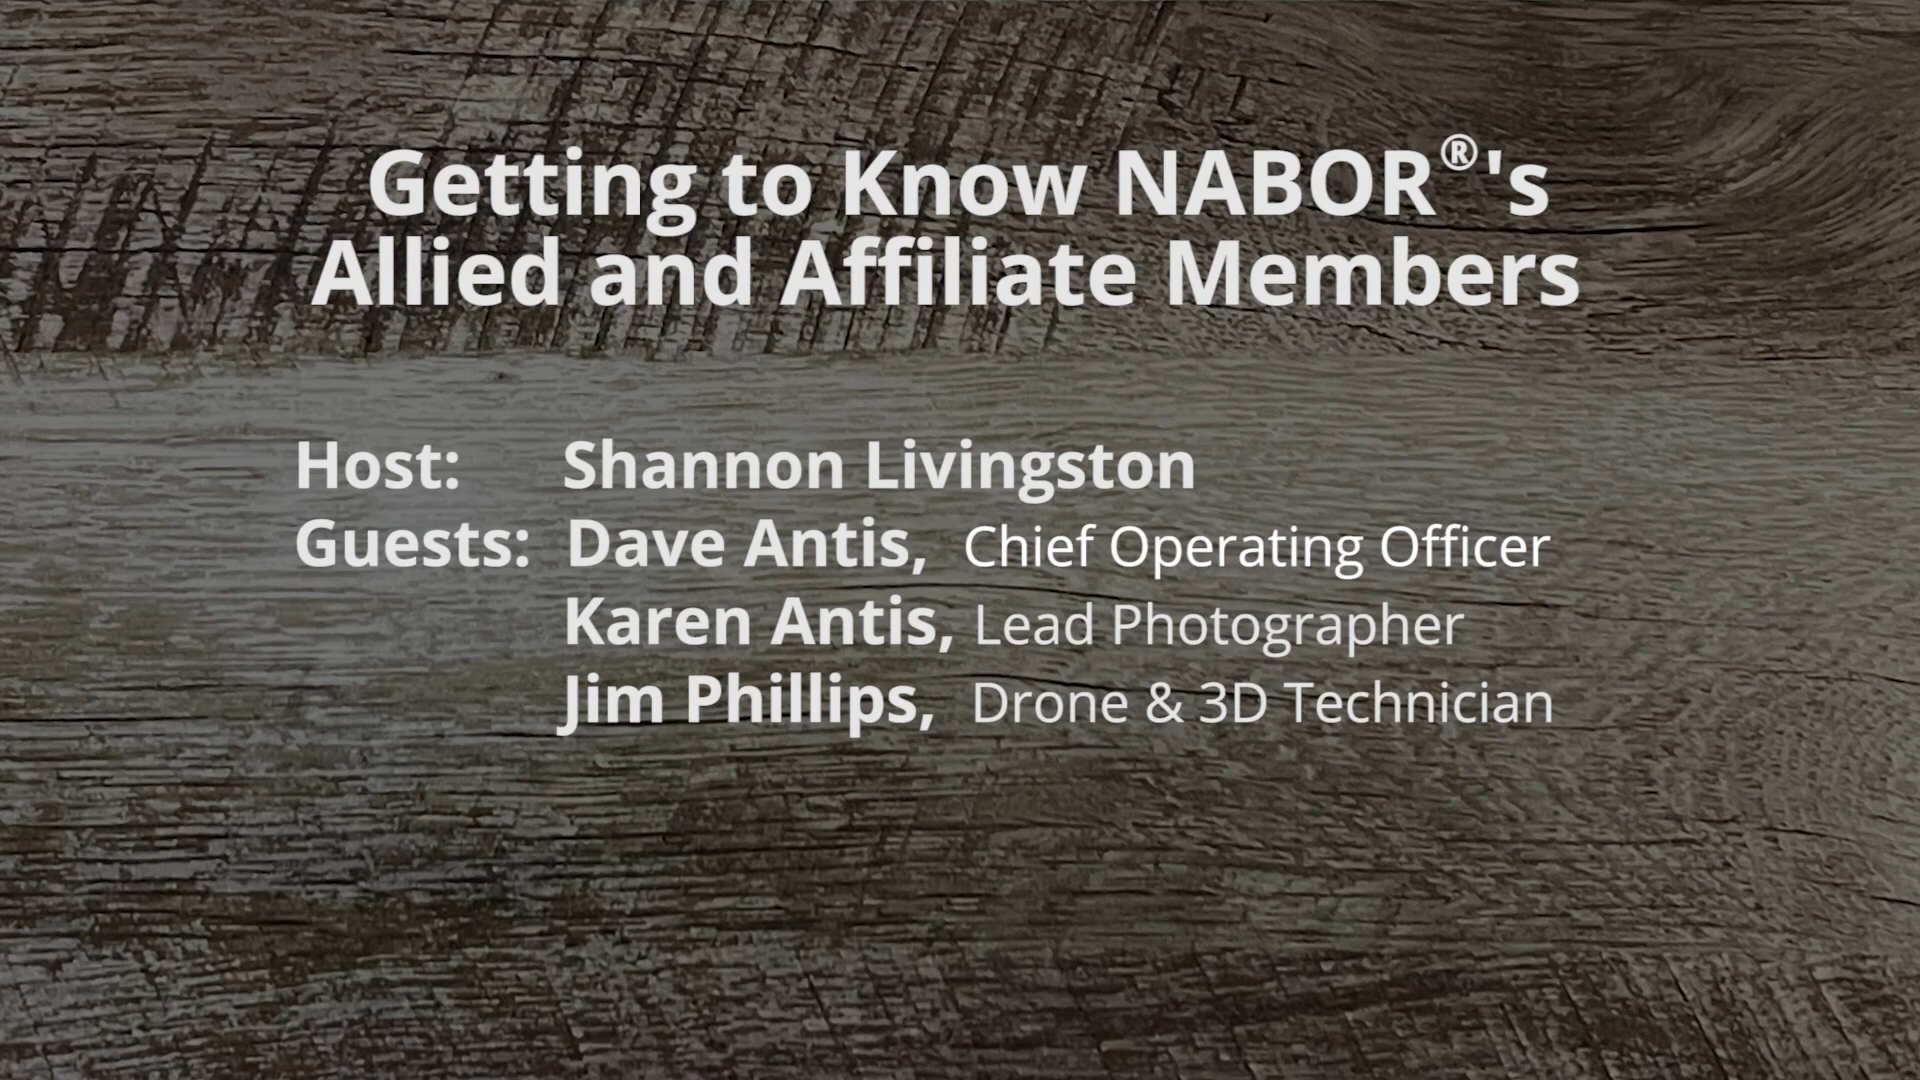 Getting to Know NABOR®'s
Allied and Affiliate Members
Host: Shannon Livingston
Guests: Dave Antis, Chief Operating Officer
Karen Antis, Lead Photographer
Jim Phillips, Drone & 3D Technician